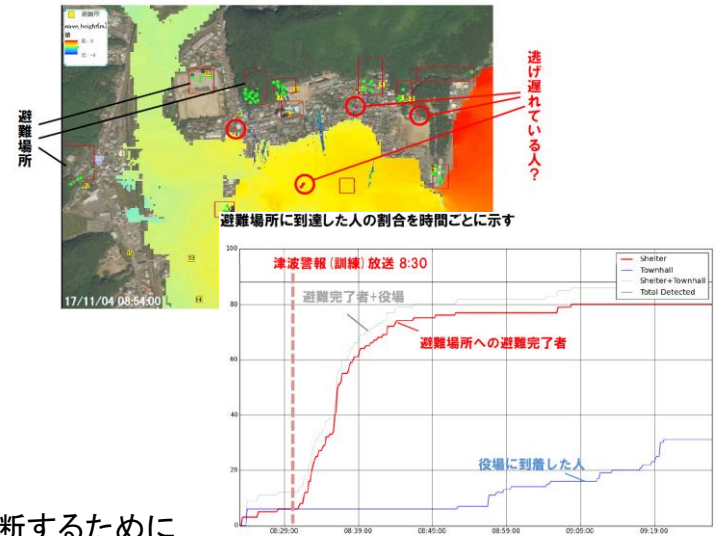 避難所
wave_height(m)
値
避難場所
逃げ遅れている人?
13
14
17/11/04 08:54:00
避難場所に到達した人の割合を時間ごとに示す
津波警報(訓練)放送 8:30
避難完了者+役場
避難場所への避難完了者
役場に到着した人
Shelter
Townhall
Shelter+Townhall
Total Detected
100
80
60
40
20
0
08:29:00
08:39:00
08:49:00
08:59:00
09:09:00
09:19:00
断するために